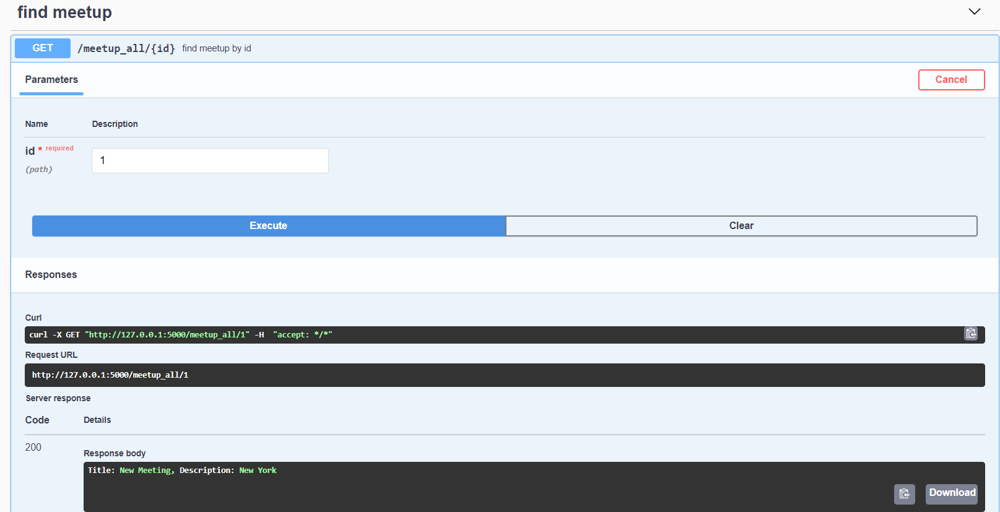 find meetup
GET /meetup_all/{id} find meetup by id
Parameters Cancel
Name Description
id * required
(path)
1
Execute Clear
Responses
Curl
curl -X GET "http://127.0.0.1:5000/meetup_all/1" -H  "accept: */*"
Request URL
http://127.0.0.1:5000/meetup_all/1
Server response
Code Details
200
Response body
Title: New Meeting, Description: New York
Download